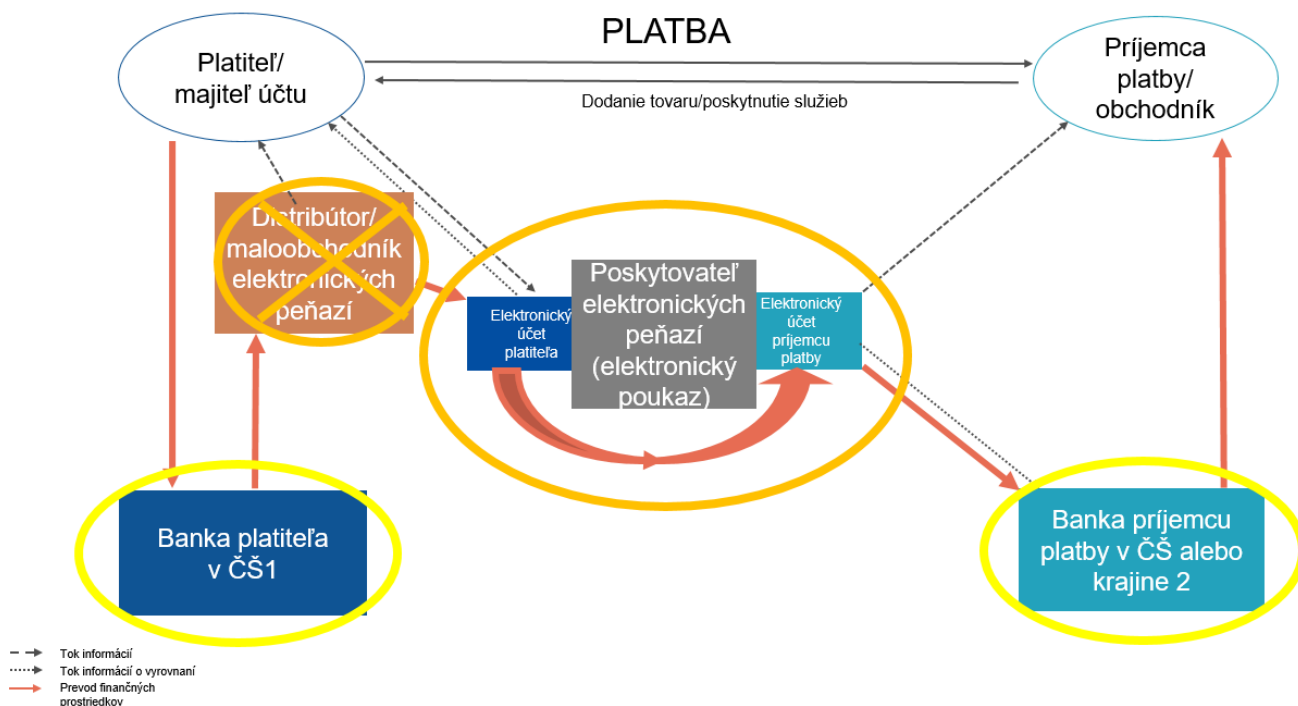 PLATBA
Platiteľ/
majiteľ účtu
Príjemca
platby/
obchodník
Dodanie tovaru/poskytnutie služieb
Distribútor/
maloobchodník
elektronických
peňazí
Elektronický
účet
platiteľa
Poskytovateľ
elektronických
peňazí
(elektronický
poukaz)
Elektronický
účet
príjemcu
platby
Banka platiteľa
v ČŠ1
Banka príjemcu
platby v ČŠ alebo
krajine 2
Tok informácií
Tok informácií o vyrovnaní
Prevod finančných
prostriedkov